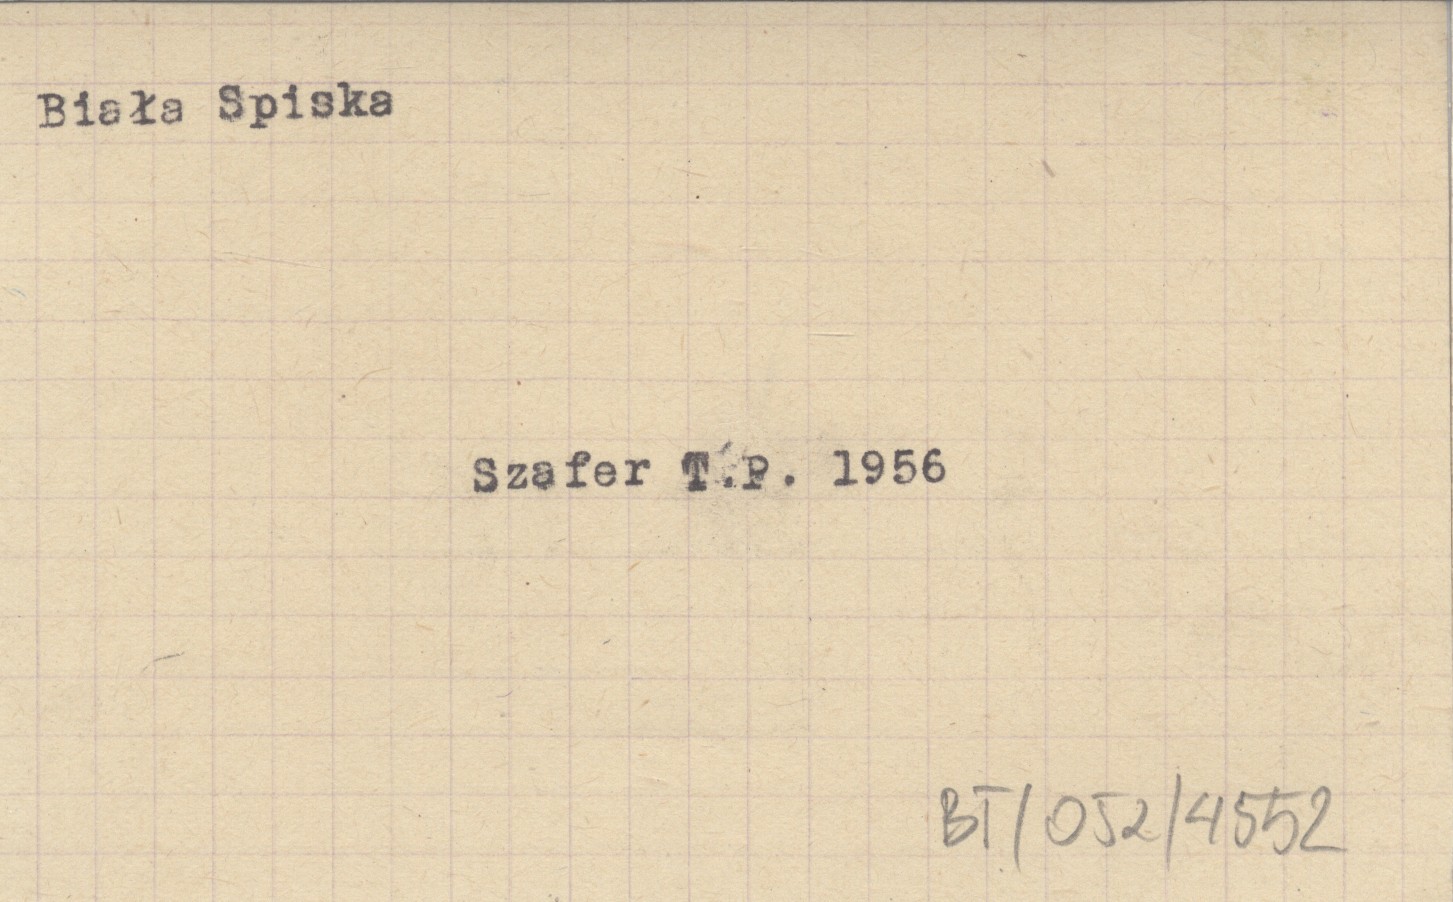 Biała Spiska
Szafer T.P. 1956
BT/052/4552